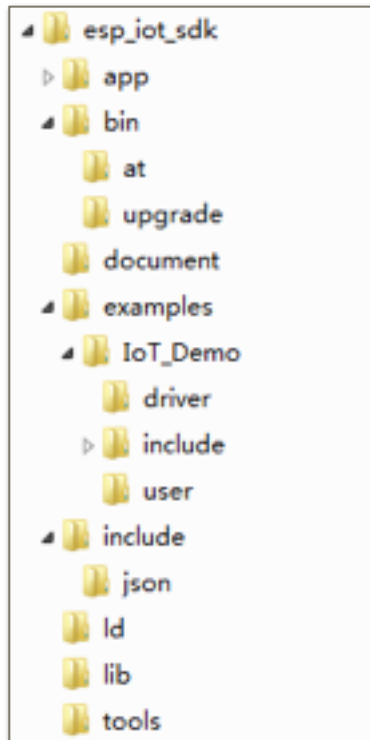 esp_iot_sdk
app
bin
at
upgrade
document
examples
IoT_Demo
driver
include
user
include
json
ld
lib
tools